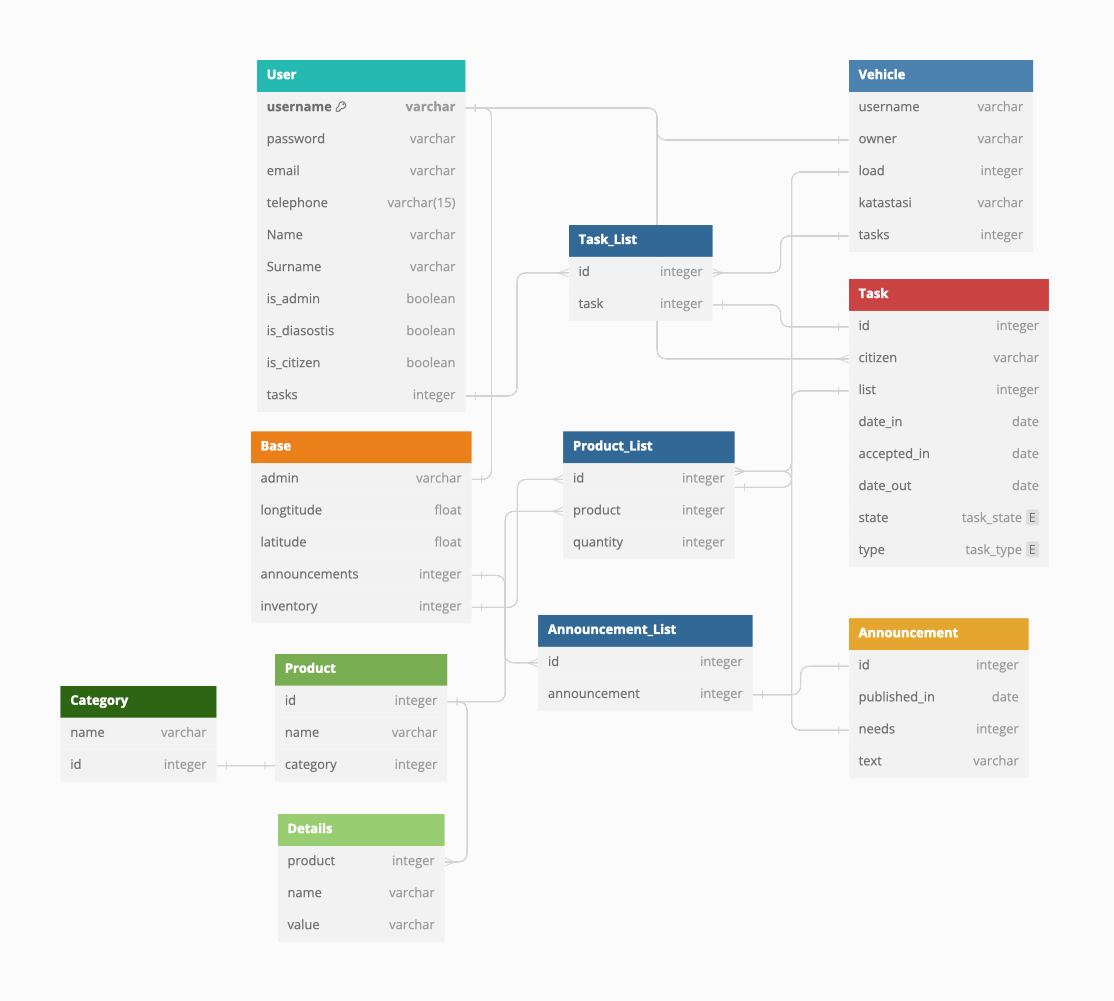 User
username varchar
password varchar
email varchar
telephone varchar(15)
Name varchar
Surname varchar
is_admin boolean
is_diasostis boolean
is_citizen boolean
tasks integer
Vehicle
username varchar
owner varchar
load integer
katastasi varchar
tasks integer
Task_List
id integer
task integer
Task
id integer
citizen varchar
list integer
date_in date
accepted_in date
date_out date
state task_state E
type task_type E
Base
admin varchar
longtitude float
latitude float
announcements integer
inventory integer
Product_List
id integer
product integer
quantity integer
Announcement_List
id integer
announcement integer
Announcement
id integer
published_in date
needs integer
text varchar
Product
id integer
name varchar
category integer
Category
name varchar
id integer
Details
product integer
name varchar
value varchar